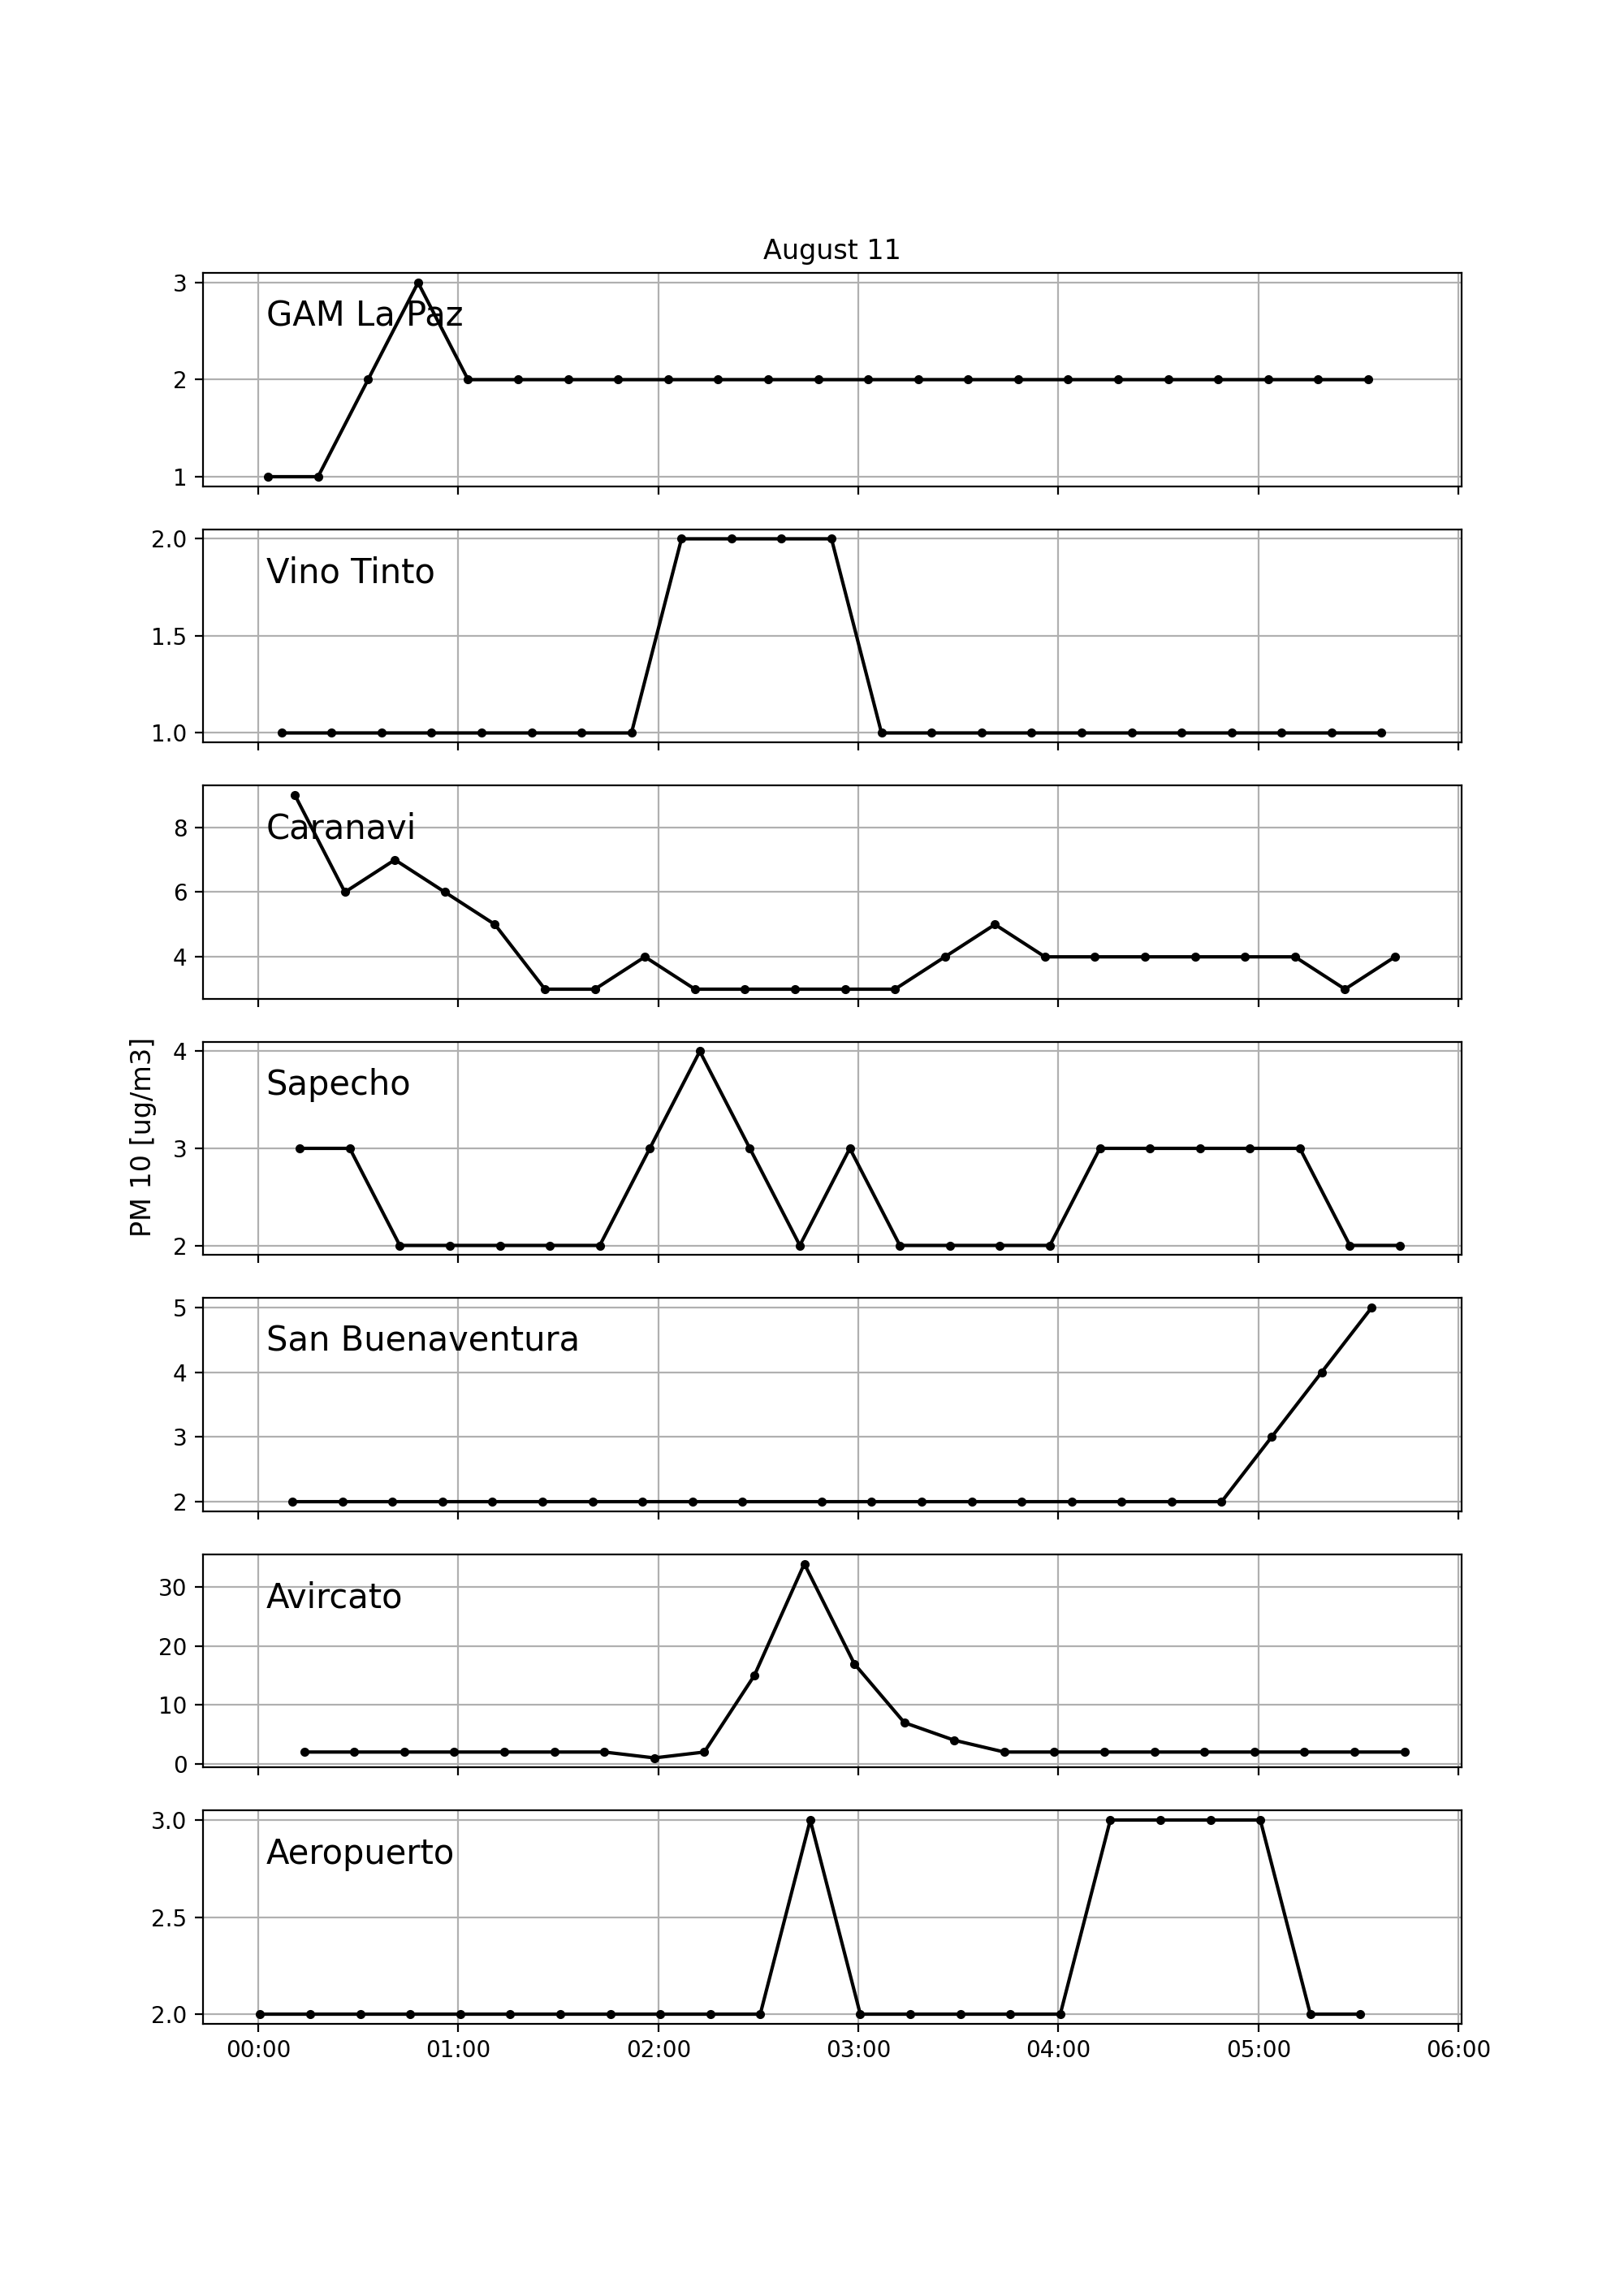 August 11
GAM La Paz
3
2
1
Vino Tinto
2.0
1.5
1.0
Caranavi
8
6
4
PM 10 [ug/m3]
Sapecho
4
3
2
San Buenaventura
5
4
3
2
Avircato
30
20
10
0
Aeropuerto
3.0
2.5
2.0
00:00 01:00 02:00 03:00 04:00 05:00 06:00